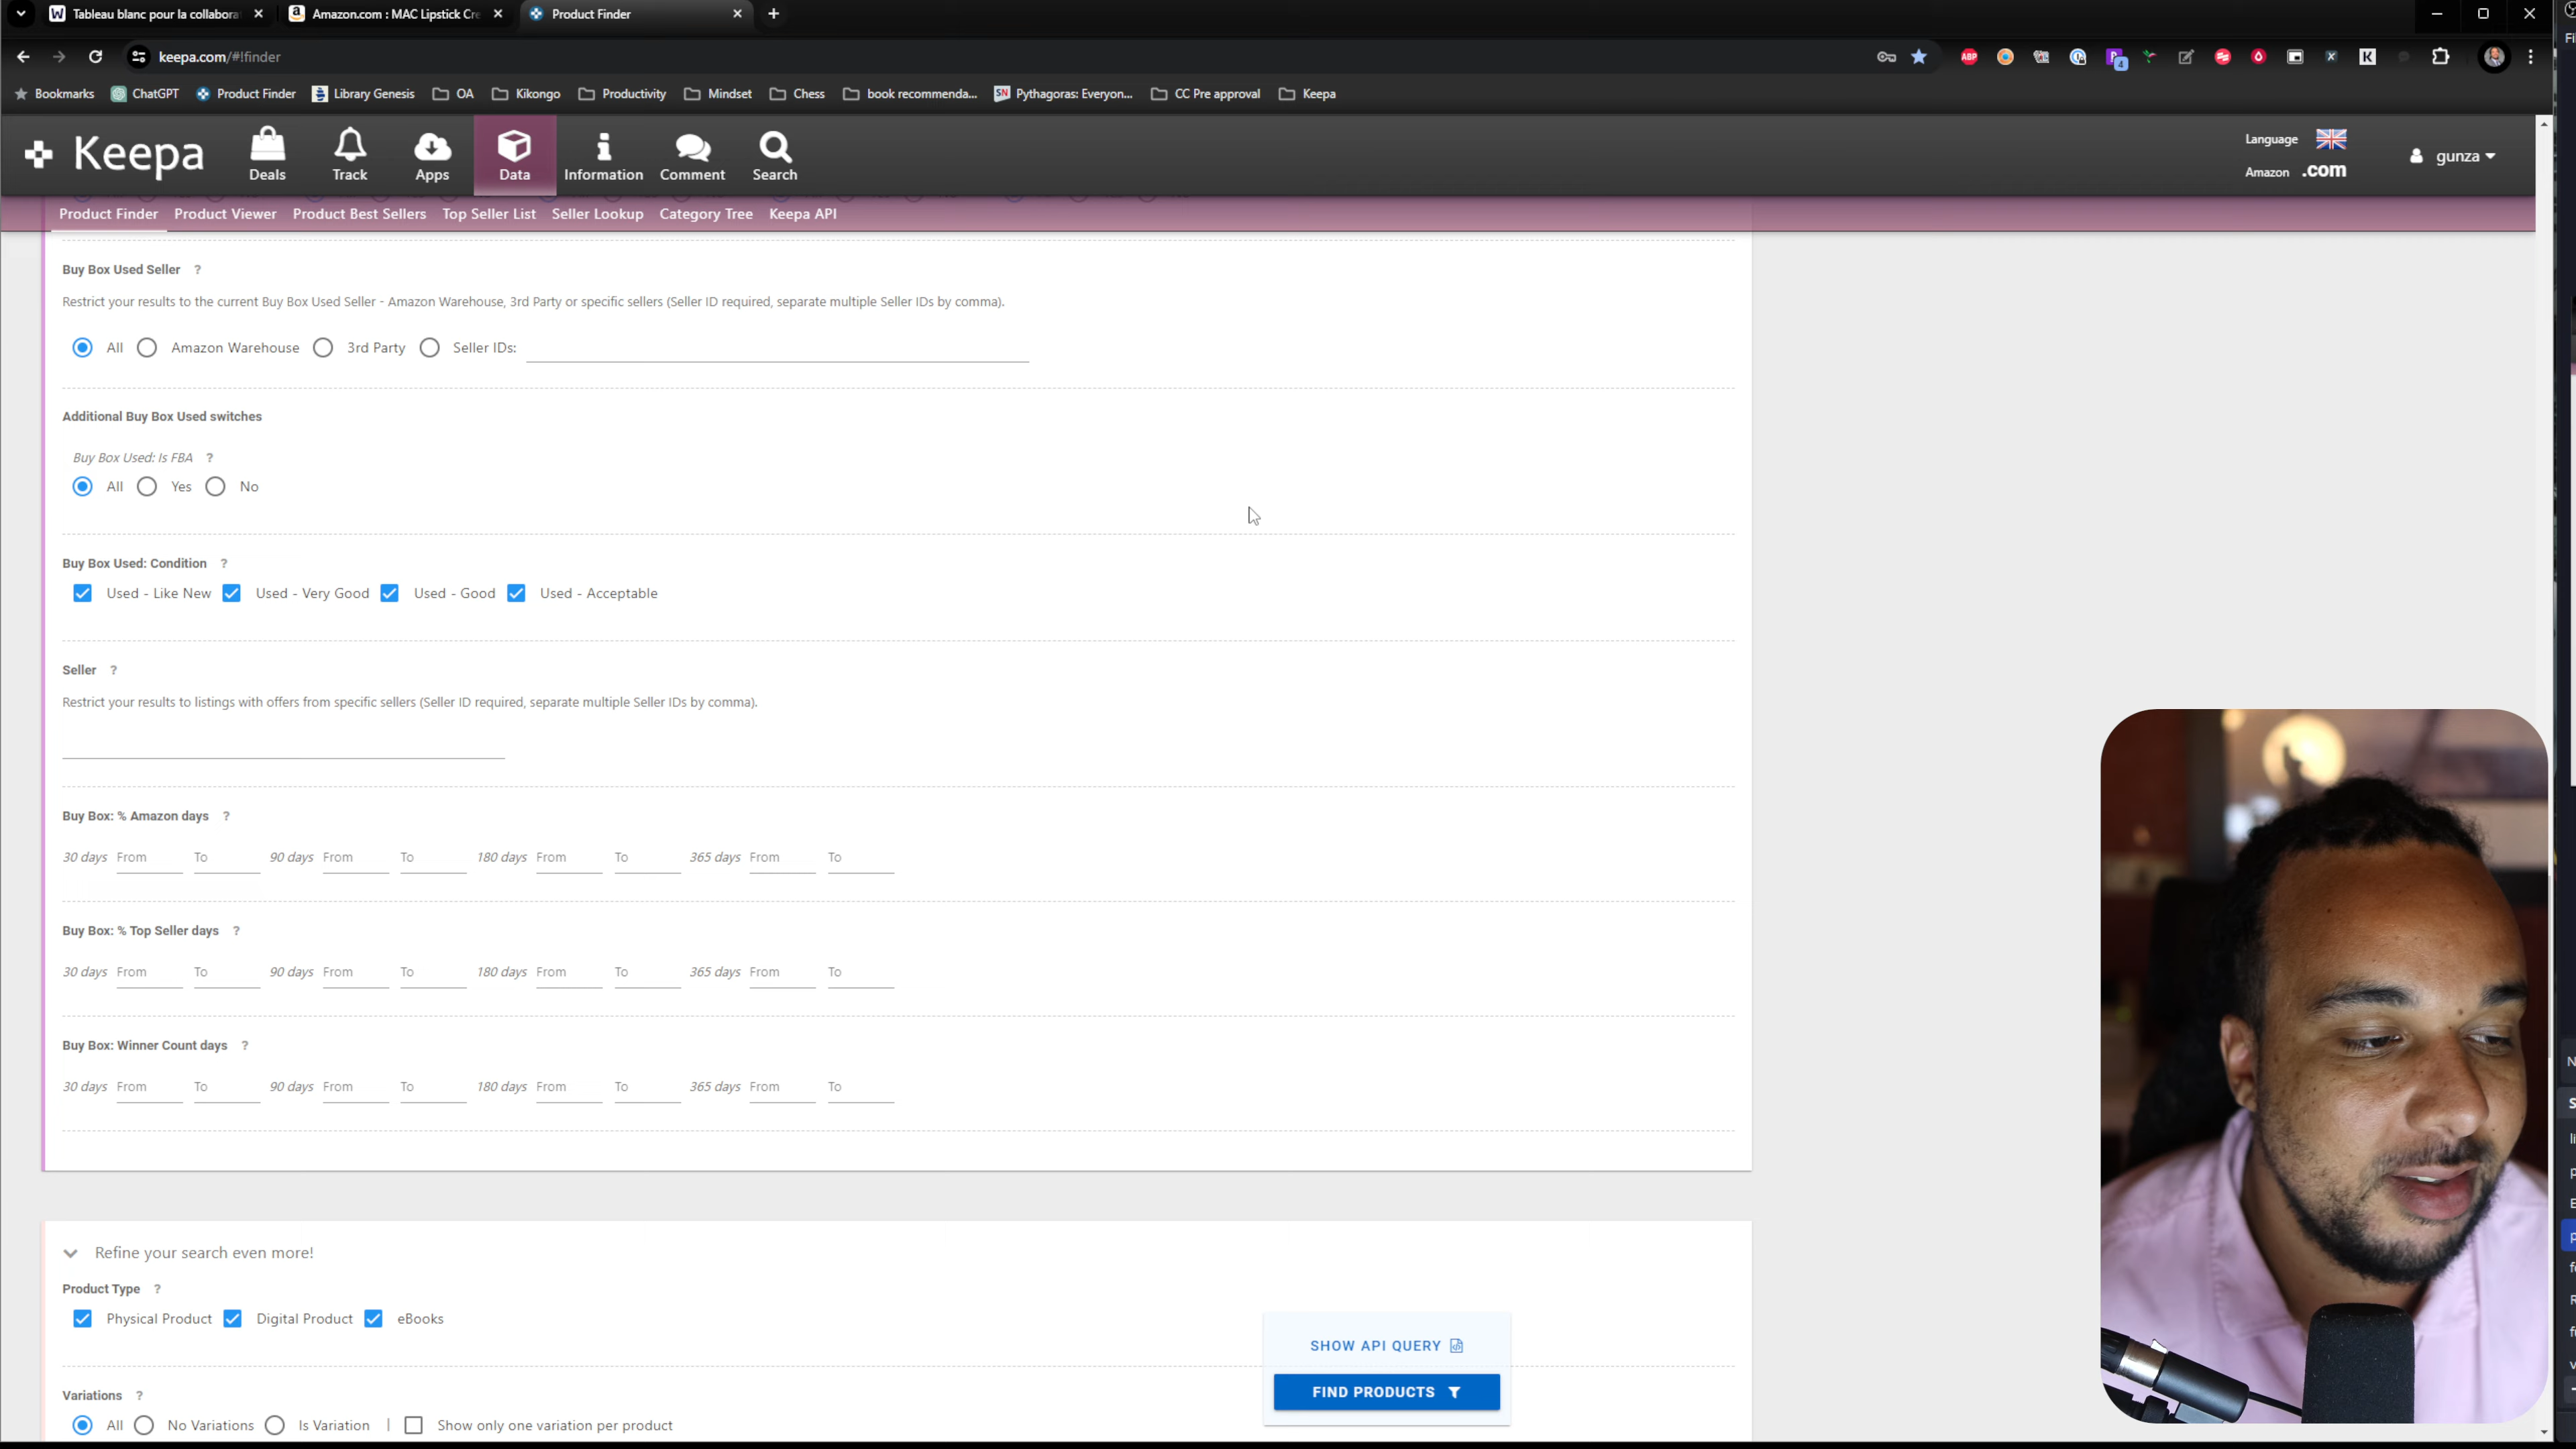 Tableau blanc pour la collabora
Amazon.com : MAC Lipstick Cre
Product Finder
keepa.com/#!finder
Bookmarks ChatGPT Product Finder Library Genesis OA Kikongo Productivity Mindset Chess book recommenda... Pythagoras: Everyon... CC Pre approval Keepa
Keepa
Deals Track Apps Data Information Comment Search
Language
Amazon .com
gunza
Product Finder Product Viewer Product Best Sellers Top Seller List Seller Lookup Category Tree Keepa API
Buy Box Used Seller ?
Restrict your results to the current Buy Box Used Seller - Amazon Warehouse, 3rd Party or specific sellers (Seller ID required, separate multiple Seller IDs by comma).
All Amazon Warehouse 3rd Party Seller IDs:
Additional Buy Box Used switches
Buy Box Used: Is FBA ?
All Yes No
Buy Box Used: Condition ?
Used - Like New Used - Very Good Used - Good Used - Acceptable
Seller ?
Restrict your results to listings with offers from specific sellers (Seller ID required, separate multiple Seller IDs by comma).
Buy Box: % Amazon days ?
30 days From To 90 days From To 180 days From To 365 days From To
Buy Box: % Top Seller days ?
30 days From To 90 days From To 180 days From To 365 days From To
Buy Box: Winner Count days ?
30 days From To 90 days From To 180 days From To 365 days From To
Refine your search even more!
Product Type ?
Physical Product Digital Product eBooks
SHOW API QUERY
FIND PRODUCTS
Variations ?
All No Variations Is Variation | Show only one variation per product